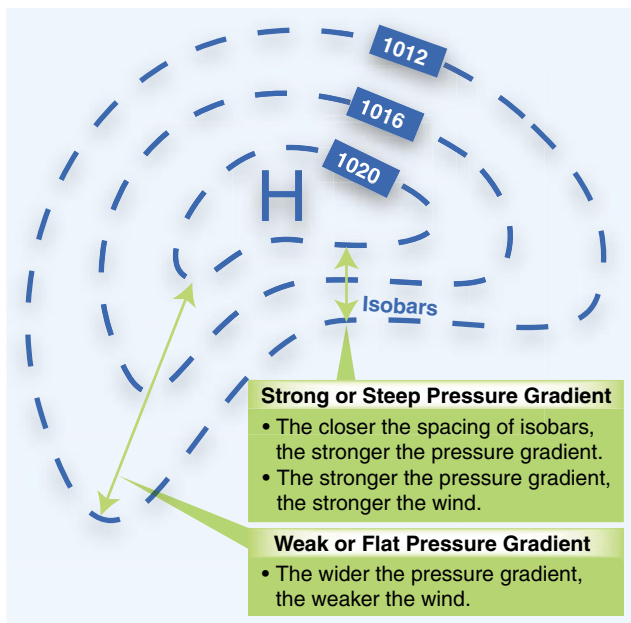 1012
1016
1020
H
Isobars
Strong or Steep Pressure Gradient
• The closer the spacing of isobars,
the stronger the pressure gradient.
• The stronger the pressure gradient,
the stronger the wind.
Weak or Flat Pressure Gradient
• The wider the pressure gradient,
the weaker the wind.